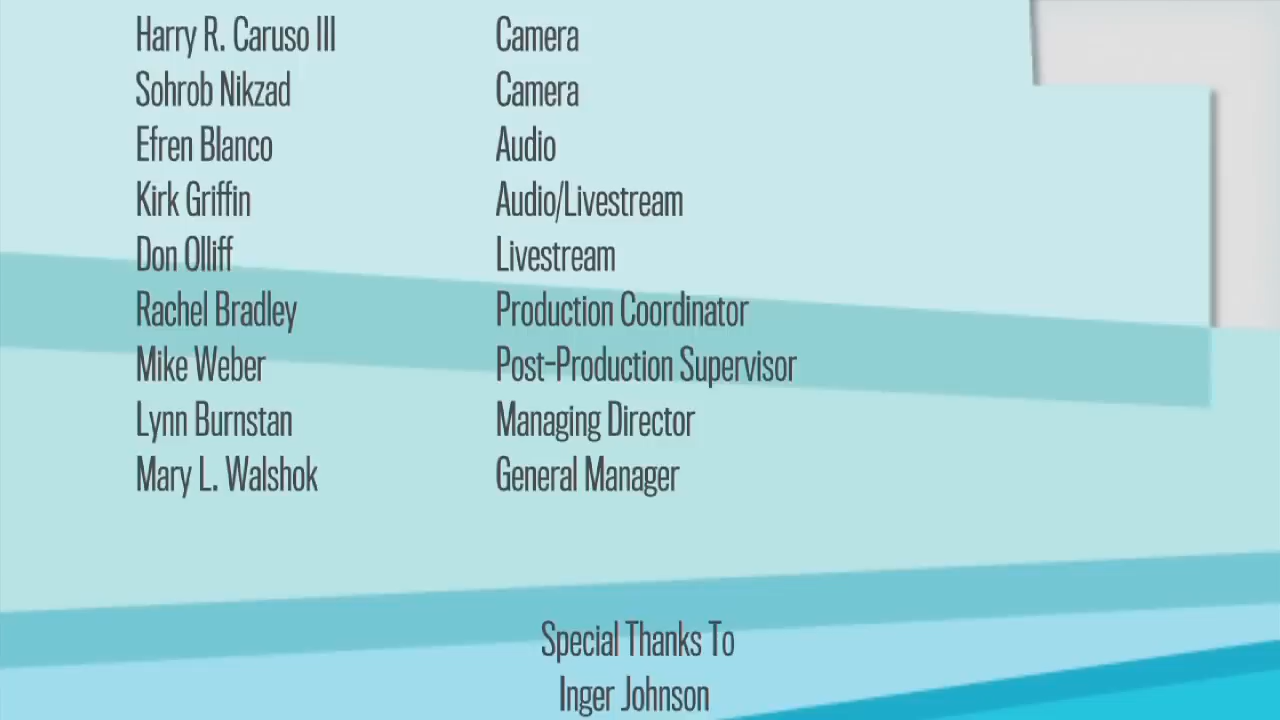 Harry R. Caruso III Camera
Sohrob Nikzad Camera
Efren Blanco Audio
Kirk Griffin Audio/Livestream
Don Olliff Livestream
Rachel Bradley Production Coordinator
Mike Weber Post-Production Supervisor
Lynn Burnstan Managing Director
Mary L. Walshok General Manager
Special Thanks To
Inger Johnson